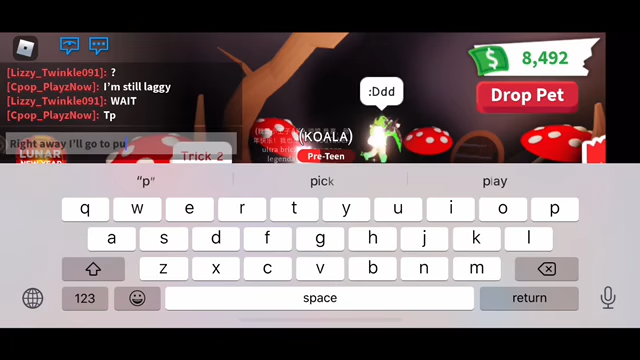 [Lizzy_Twinkle091]: ?
[Cpop_PlayzNow]: I'm still laggy
[Lizzy_Twinkle091]: WAIT
[Cpop_PlayzNow]: Tp
Right away I'll go to pu
LUNAR
Trick 2
:Ddd
(KOALA)
Pre-Teen
8,492
Drop Pet
"p"
pick
play
q w e r t y u i o p
a s d f g h j k l
z x c v b n m
123
space
return